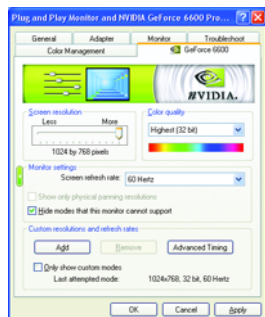 Plug and Play Monitor and NVIDIA GeForce 6600 Pro...
General Adapter Monitor Troubleshoot
Color Management GeForce 6600
NVIDIA.
Screen resolution
Less More
1024 by 768 pixels
Color quality
Highest (32 bit)
Monitor settings
Screen refresh rate: 60 Hertz
Show only physical panning resolutions
Hide modes that this monitor cannot support
Custom resolutions and refresh rates
Add Remove Advanced Timing
Only show custom modes
Last attempted mode: 1024x768, 32 bit, 60 Hertz
OK Cancel Apply